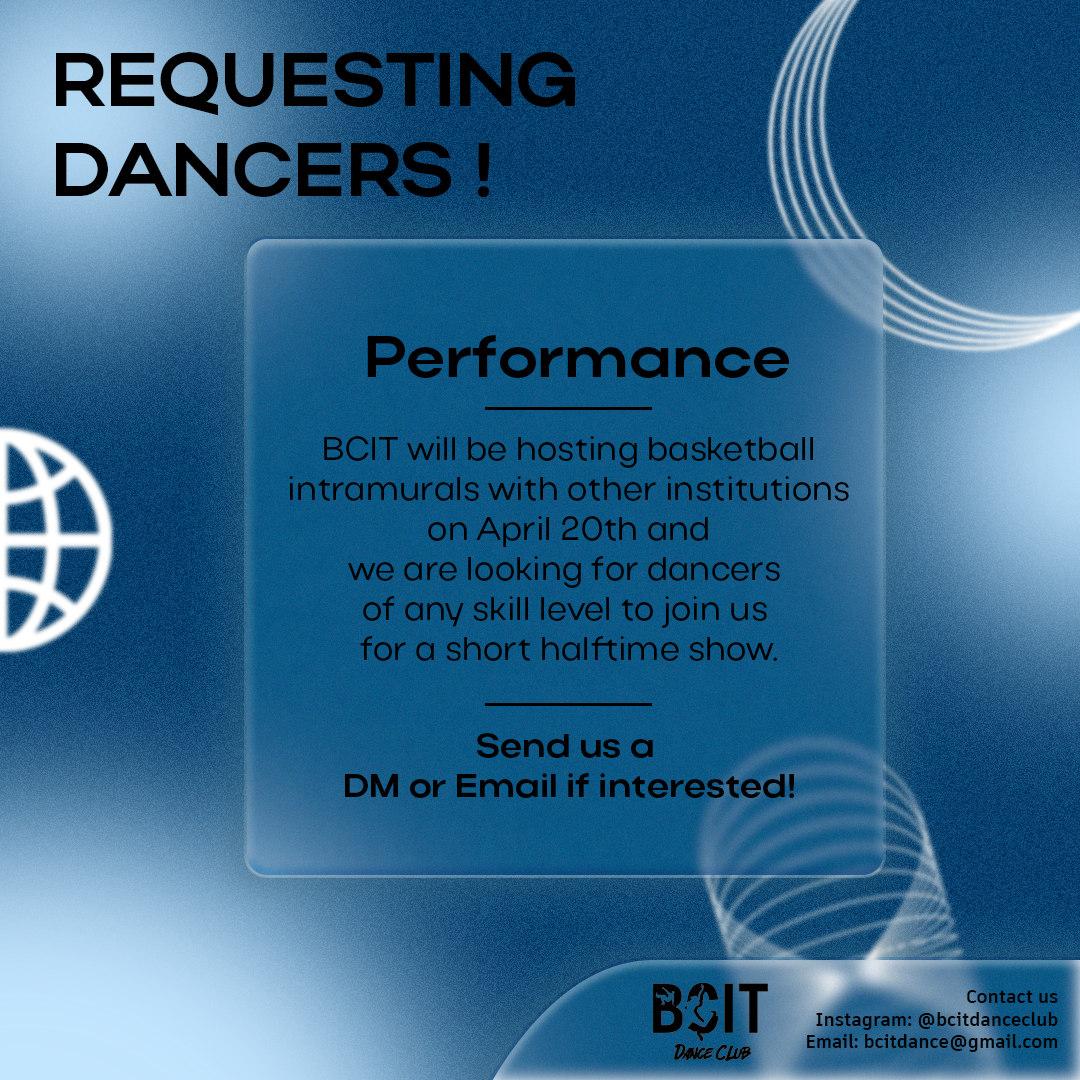 REQUESTING
DANCERS !
Performance
BCIT will be hosting basketball
intramurals with other institutions
on April 20th and
we are looking for dancers
of any skill level to join us
for a short halftime show.
Send us a
DM or Email if interested!
BCIT
DANCE CLUB
Contact us
Instagram: @bcitdanceclub
Email: bcitdance@gmail.com